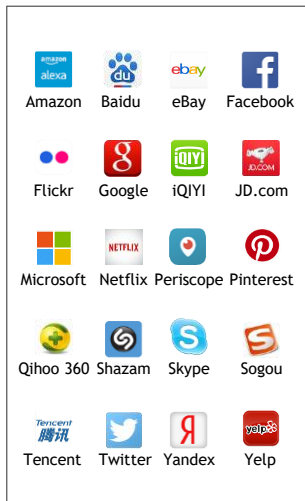 amazon
alexa
du
ebay
f
Amazon Baidu eBay Facebook
g
iQIYI
JD.COM
Flickr Google iQIYI JD.com
NETFLIX
Microsoft Netflix Periscope Pinterest
S
S
Qihoo 360 Shazam Skype Sogou
Tencent
腾讯
Я
yelp
Tencent Twitter Yandex Yelp